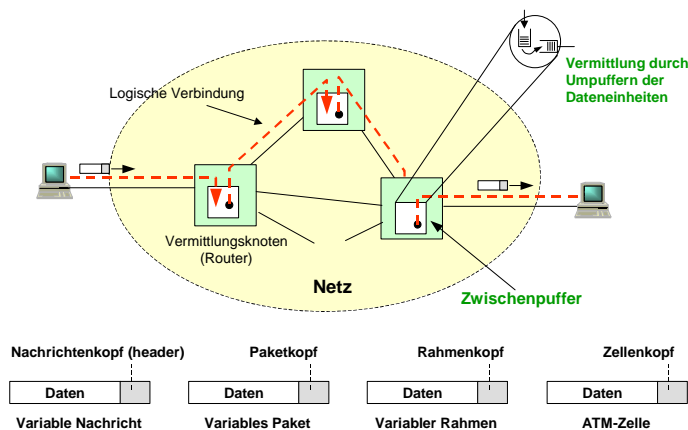 Vermittlung durch
Umpuffern der
Dateneinheiten
Logische Verbindung
Vermittlungsknoten
(Router)
Netz
Zwischenpuffer
Nachrichtenkopf (header)
Paketkopf
Rahmenkopf
Zellenkopf
Daten
Daten
Daten
Daten
Variable Nachricht
Variables Paket
Variabler Rahmen
ATM-Zelle